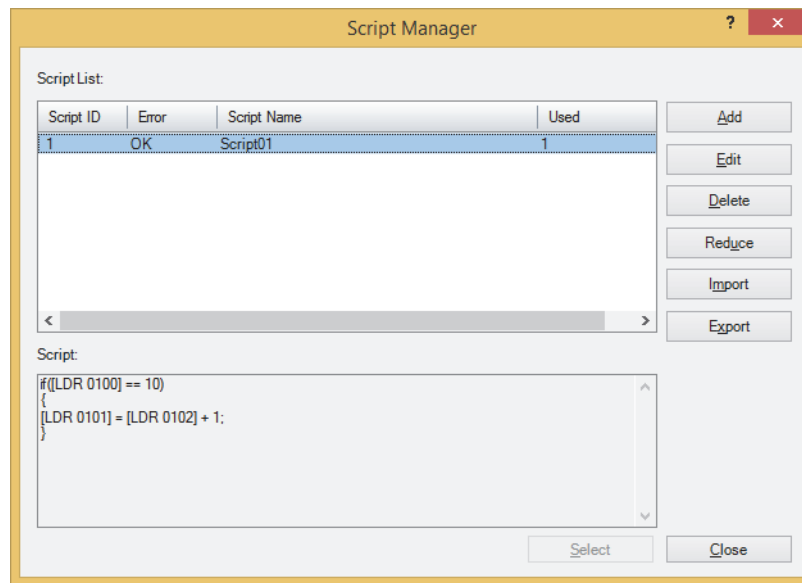 Script Manager
?
Script List:
Script ID Error Script Name Used
1 OK Script01 1
Add
Edit
Delete
Reduce
Import
Export
Script:
if([LDR 0100] == 10)
{
[LDR 0101] = [LDR 0102] + 1;
}
Select Close